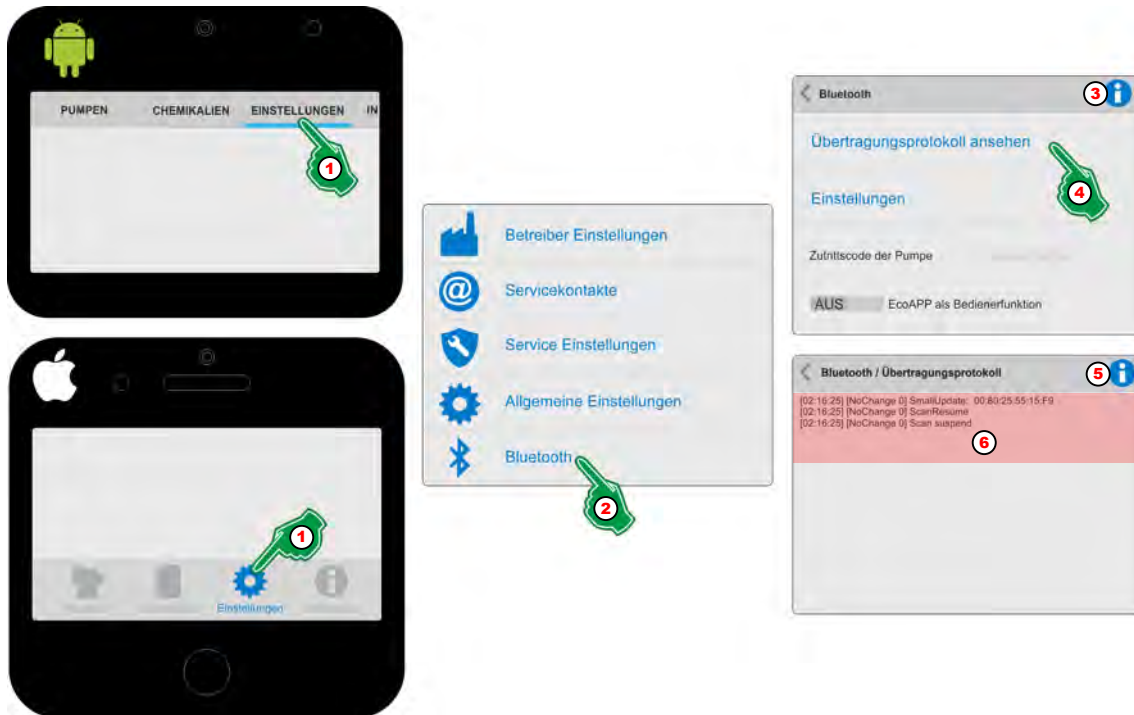 PUMPEN CHEMIKALIEN EINSTELLUNGEN IN
1
Einstellungen
1
Betreiber Einstellungen
@ Servicekontakte
Service Einstellungen
Allgemeine Einstellungen
Bluetooth
2
Bluetooth
3
Übertragungsprotokoll ansehen
4
Einstellungen
Zutrittscode der Pumpe
AUS EcoAPP als Bedienerfunktion
Bluetooth / Übertragungsprotokoll
5
[02:16:25] [NoChange 0] SmallUpdate: 00:80:25:55:15:F9
[02:16:25] [NoChange 0] ScanResume
[02:16:25] [NoChange 0] Scan suspend
6